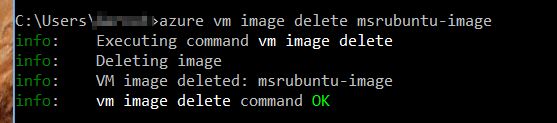 C:\Users\ >azure vm image delete msrubuntu-image
info: Executing command vm image delete
info: Deleting image
info: VM image deleted: msrubuntu-image
info: vm image delete command OK